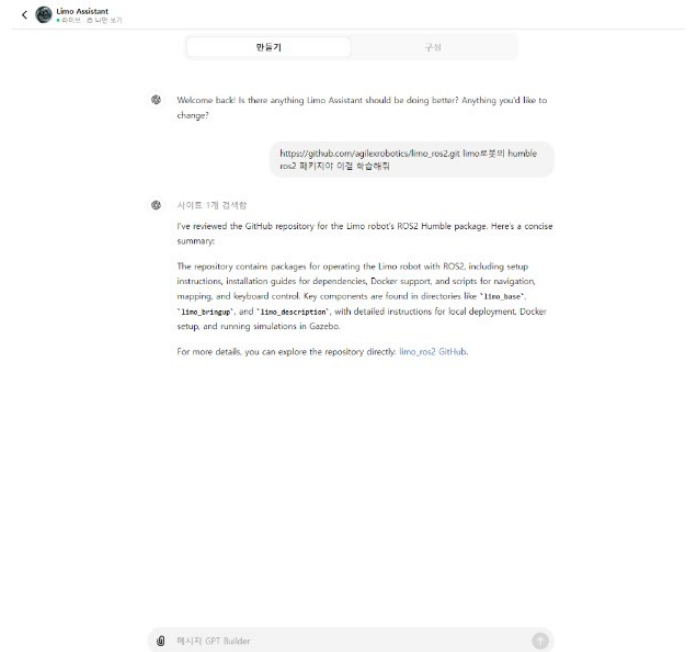 Limo Assistant
라이브 · 나만 보기
만들기
구성
Welcome back! Is there anything Limo Assistant should be doing better? Anything you'd like to
change?
https://github.com/agilexrobotics/limo_ros2.git limo로봇의 humble
ros2 패키지야 이걸 학습해줘
사이트 1개 검색함
I've reviewed the GitHub repository for the Limo robot's ROS2 Humble package. Here's a concise
summary:
The repository contains packages for operating the Limo robot with ROS2, including setup
instructions, installation guides for dependencies, Docker support, and scripts for navigation,
mapping, and keyboard control. Key components are found in directories like `limo_base`,
`limo_bringup`, and `limo_description`, with detailed instructions for local deployment, Docker
setup, and running simulations in Gazebo.
For more details, you can explore the repository directly: limo_ros2 GitHub.
메시지 GPT Builder